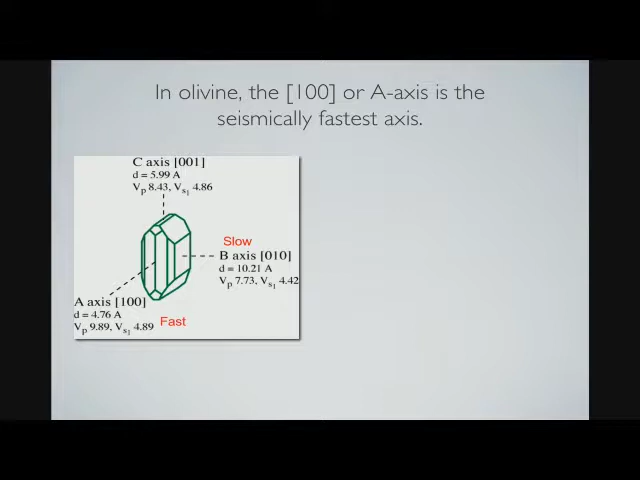 In olivine, the [100] or A-axis is the
seismically fastest axis.
C axis [001]
d = 5.99 A
Vp 8.43, Vs1 4.86
Slow
B axis [010]
d = 10.21 A
Vp 7.73, Vs1 4.42
A axis [100]
d = 4.76 A
Vp 9.89, Vs1 4.89
Fast